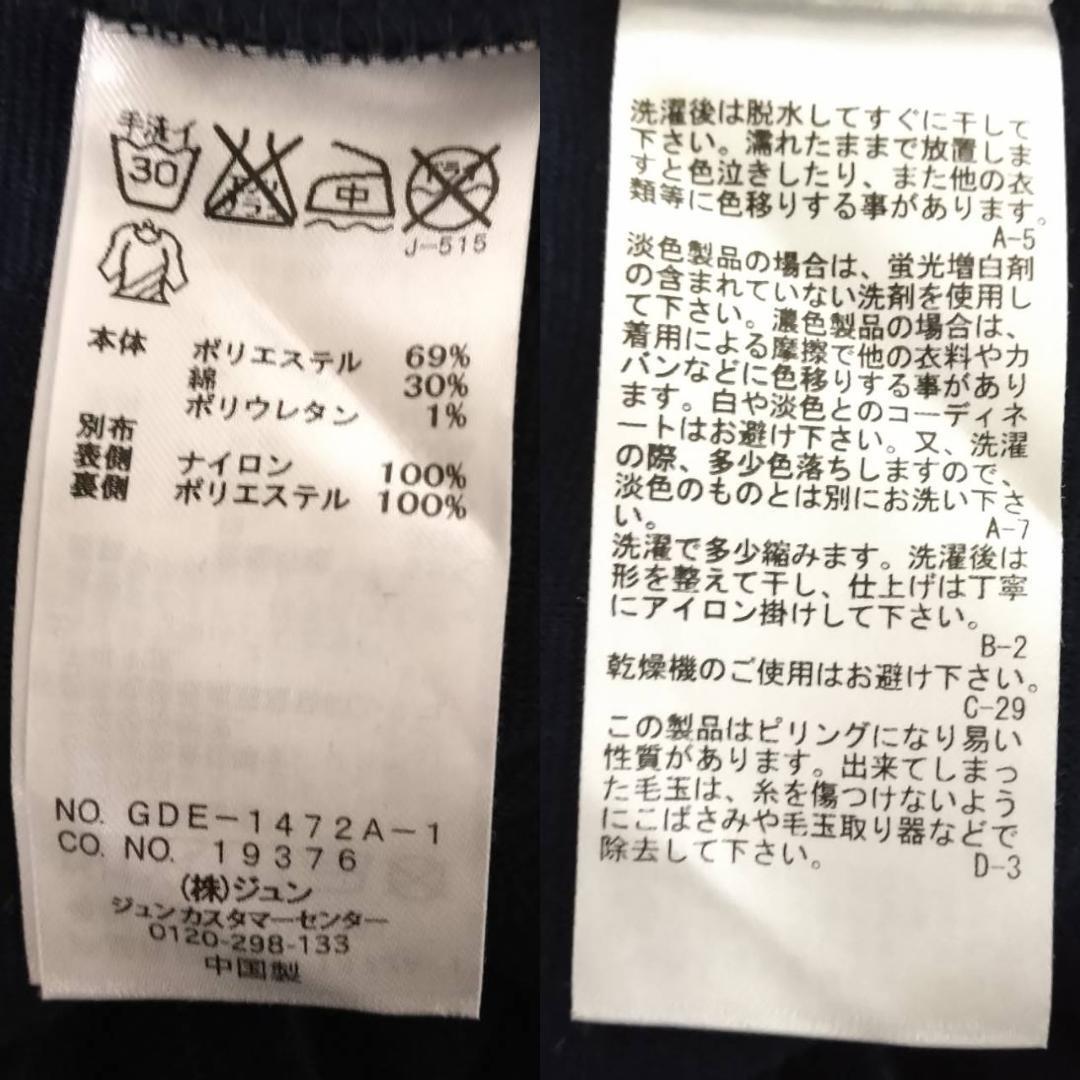 手洗イ
30
エンソ
サラシ
中
ドライ
J-515
本体 ポリエステル 69%
綿 30%
ポリウレタン 1%
別布
表側 ナイロン 100%
裏側 ポリエステル 100%
NO. GDE-1472A-1
CO. NO. 19376
(株)ジュン
ジュンカスタマーセンター
0120-298-133
中国製
洗濯後は脱水してすぐに干して
下さい。濡れたままで放置しま
すと色泣きしたり、また他の衣
類等に色移りする事があります。
A-5
淡色製品の場合は、蛍光増白剤
の含まれていない洗剤を使用し
て下さい。濃色製品の場合は、
着用による摩擦で他の衣料やカ
バンなどに色移りする事があり
ます。白や淡色とのコーディネ
ートはお避け下さい。又、洗濯
の際、多少色落ちしますので、
淡色のものとは別にお洗い下さ
い。
A-7
洗濯で多少縮みます。洗濯後は
形を整えて干し、仕上げは丁寧
にアイロン掛けして下さい。
B-2
乾燥機のご使用はお避け下さい。
C-29
この製品はピリングになり易い
性質があります。出来てしまっ
た毛玉は、糸を傷つけないよう
にこばさみや毛玉取り器などで
除去して下さい。
D-3